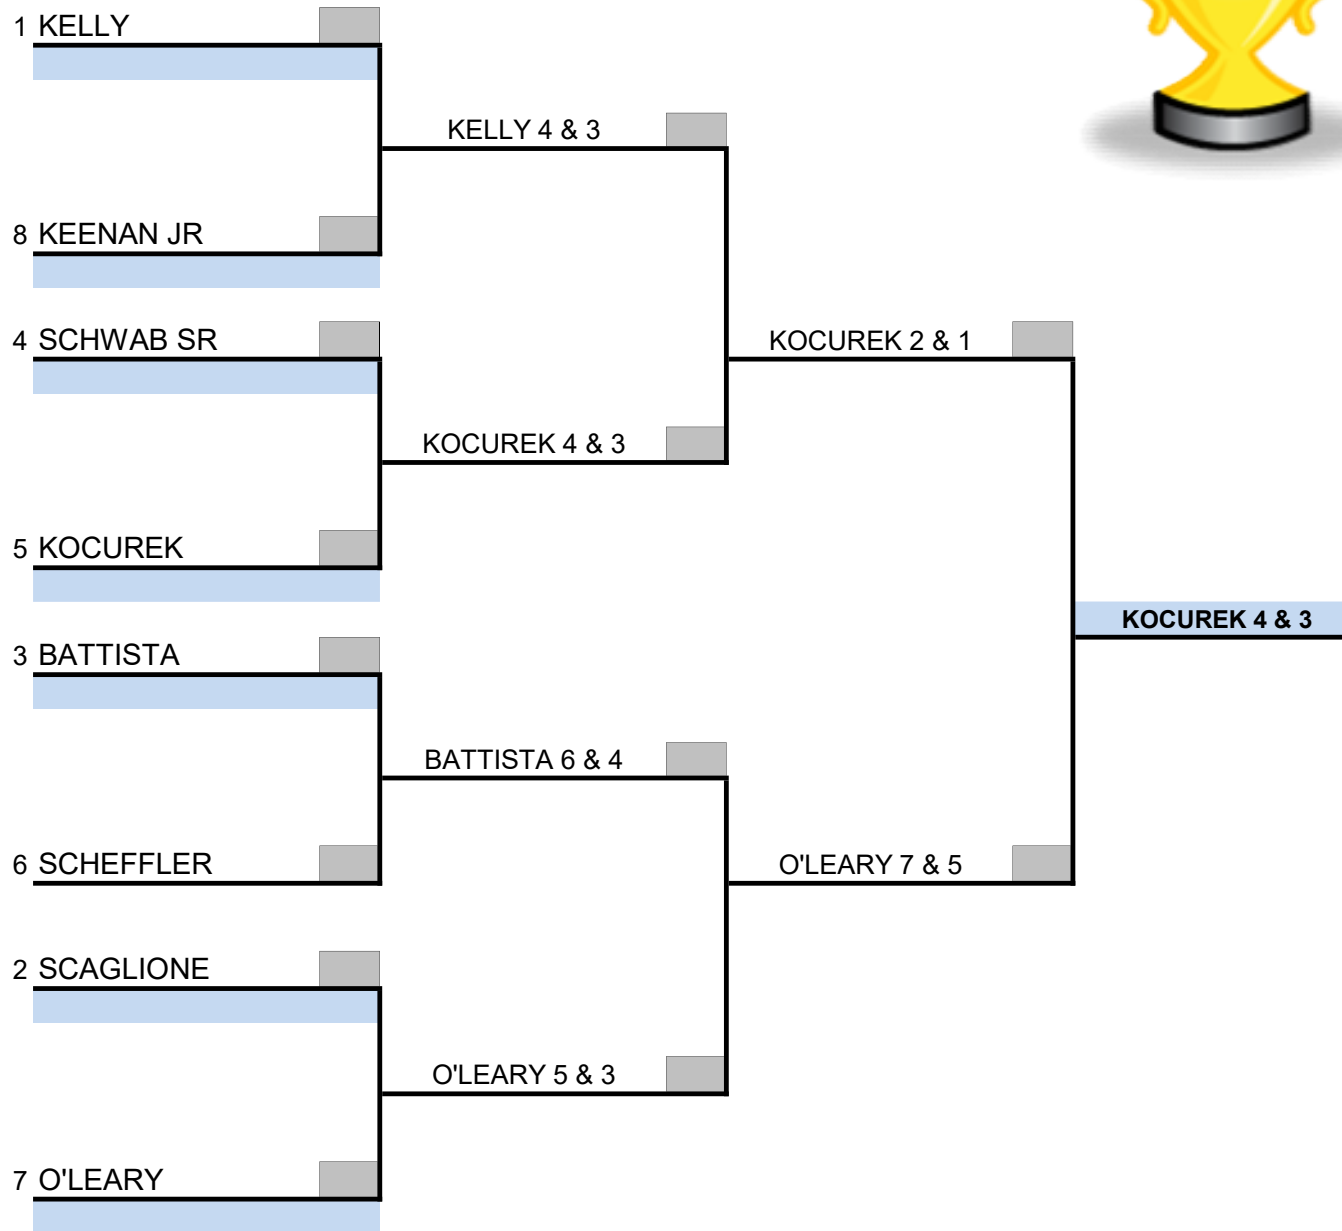 1 KELLY
KELLY 4 & 3
8 KEENAN JR
4 SCHWAB SR
KOCUREK 2 & 1
KOCUREK 4 & 3
5 KOCUREK
KOCUREK 4 & 3
3 BATTISTA
BATTISTA 6 & 4
6 SCHEFFLER
O'LEARY 7 & 5
2 SCAGLIONE
O'LEARY 5 & 3
7 O'LEARY